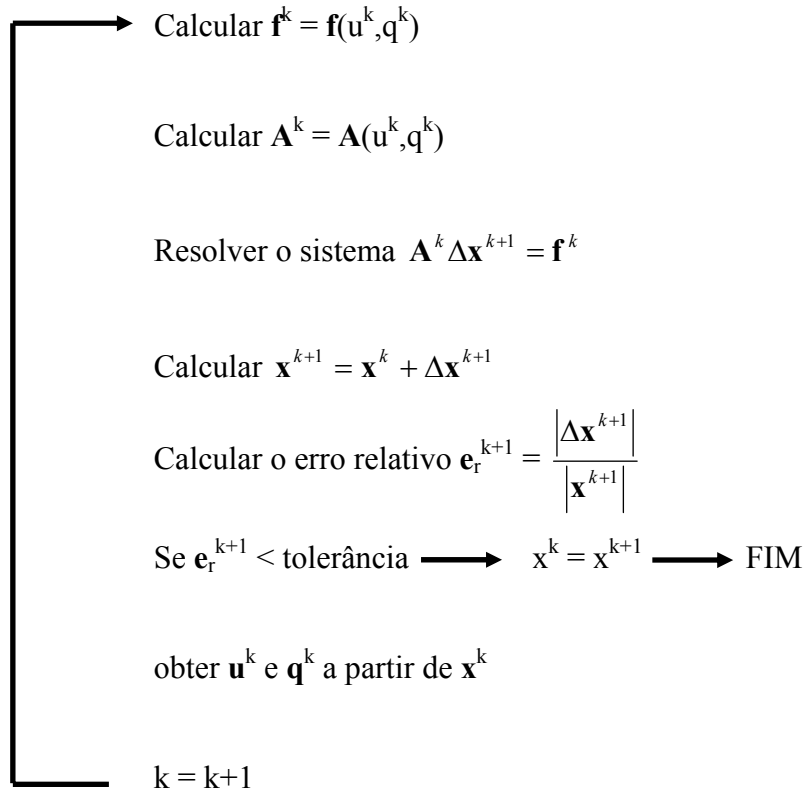 Calcular f^k = f(u^k,q^k)
Calcular A^k = A(u^k,q^k)
Resolver o sistema A^k Δx^{k+1} = f^k
Calcular x^{k+1} = x^k + Δx^{k+1}
Calcular o erro relativo e_r^{k+1} = |Δx^{k+1}| / |x^{k+1}|
Se e_r^{k+1} < tolerância → x^k = x^{k+1} → FIM
obter u^k e q^k a partir de x^k
k = k+1